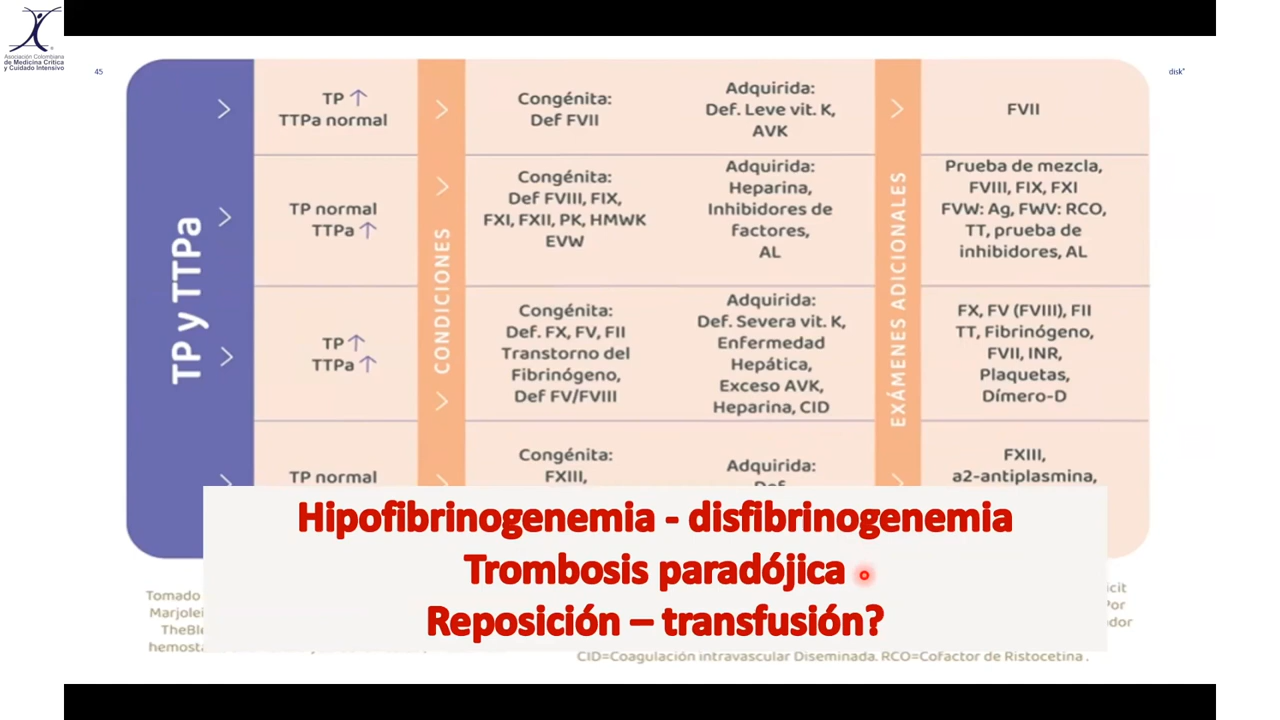 Asociación Colombiana
de Medicina Crítica
y Cuidado Intensivo
45
disk*
TP y TTPa
TP ↑
TTPa normal
CONDICIONES
Congénita:
Def FVII
Adquirida:
Def. Leve vit. K,
AVK
EXÁMENES ADICIONALES
FVII
TP normal
TTPa ↑
Congénita:
Def FVIII, FIX,
FXI, FXII, PK, HMWK
EVW
Adquirida:
Heparina,
Inhibidores de
factores,
AL
Prueba de mezcla,
FVIII, FIX, FXI
FVW: Ag, FWV: RCO,
TT, prueba de
inhibidores, AL
TP ↑
TTPa ↑
Congénita:
Def. FX, FV, FII
Transtorno del
Fibrinógeno,
Def FV/FVIII
Adquirida:
Def. Severa vit. K,
Enfermedad
Hepática,
Exceso AVK,
Heparina, CID
FX, FV (FVIII), FII
TT, Fibrinógeno,
FVII, INR,
Plaquetas,
Dímero-D
TP normal
Congénita:
FXIII,
Adquirida:
FXIII,
a2-antiplasmina,
Hipofibrinogenemia - disfibrinogenemia
Trombosis paradójica
Reposición – transfusión?
Tomado
CID=Coagulación intravascular Diseminada. RCO=Cofactor de Ristocetina .